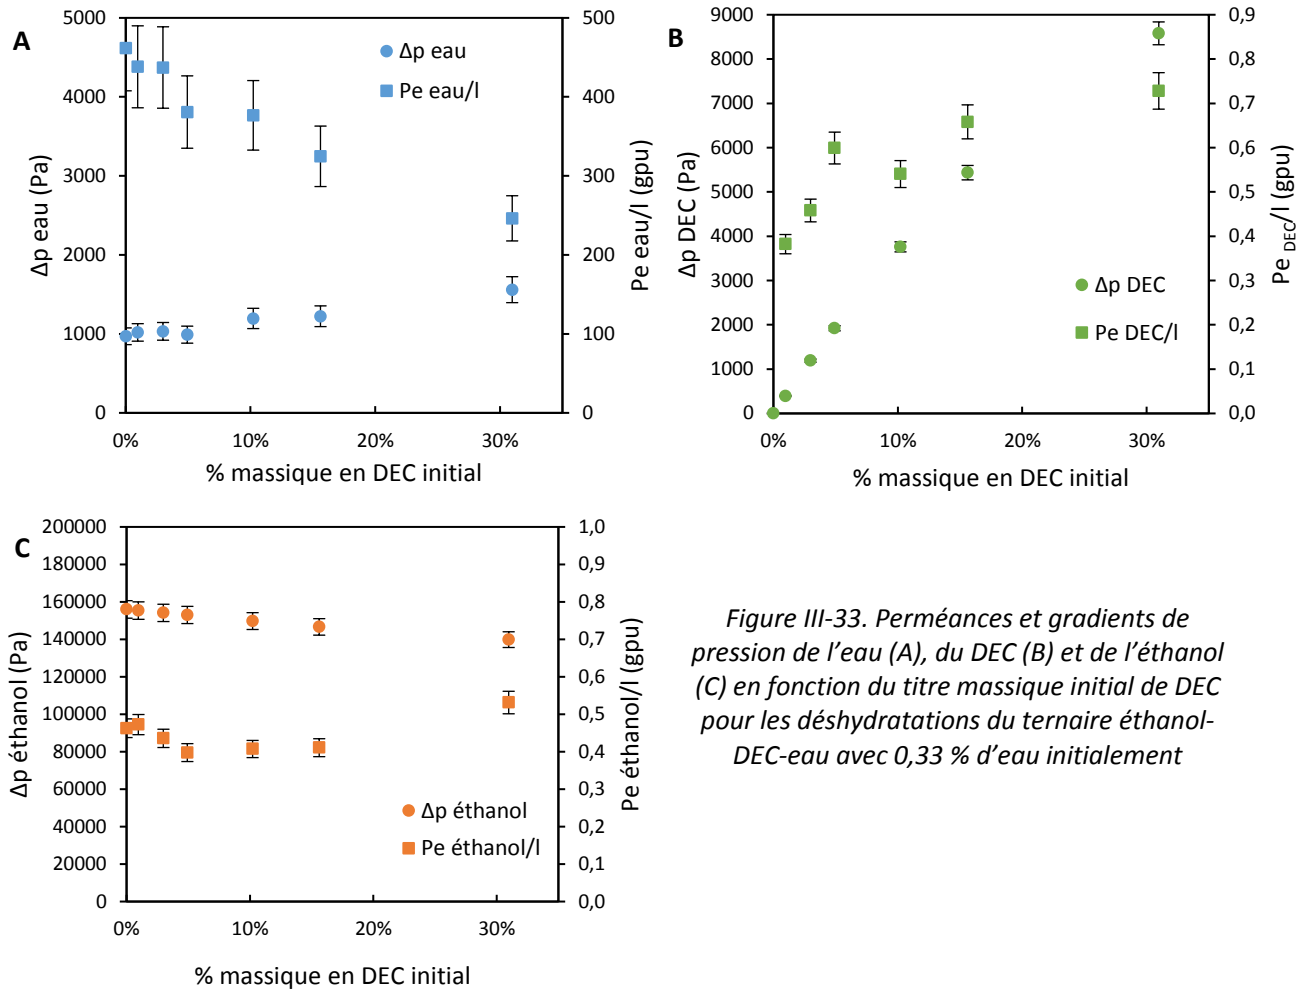 A
Δp eau (Pa)
5000
4000
3000
2000
1000
0
Δp eau
Pe eau/l
500
400
300
200
100
0
Pe eau/l (gpu)
0%
10%
20%
30%
% massique en DEC initial
B
Δp DEC (Pa)
9000
8000
7000
6000
5000
4000
3000
2000
1000
0
Δp DEC
Pe DEC/l
0,9
0,8
0,7
0,6
0,5
0,4
0,3
0,2
0,1
0,0
Pe DEC/l (gpu)
0%
10%
20%
30%
% massique en DEC initial
C
Δp éthanol (Pa)
200000
180000
160000
140000
120000
100000
80000
60000
40000
20000
0
Δp éthanol
Pe éthanol/l
1,0
0,9
0,8
0,7
0,6
0,5
0,4
0,3
0,2
0,1
0,0
Pe éthanol/l (gpu)
0%
10%
20%
30%
% massique en DEC initial
Figure III-33. Perméances et gradients de
pression de l’eau (A), du DEC (B) et de l’éthanol
(C) en fonction du titre massique initial de DEC
pour les déshydratations du ternaire éthanol-
DEC-eau avec 0,33 % d’eau initialement